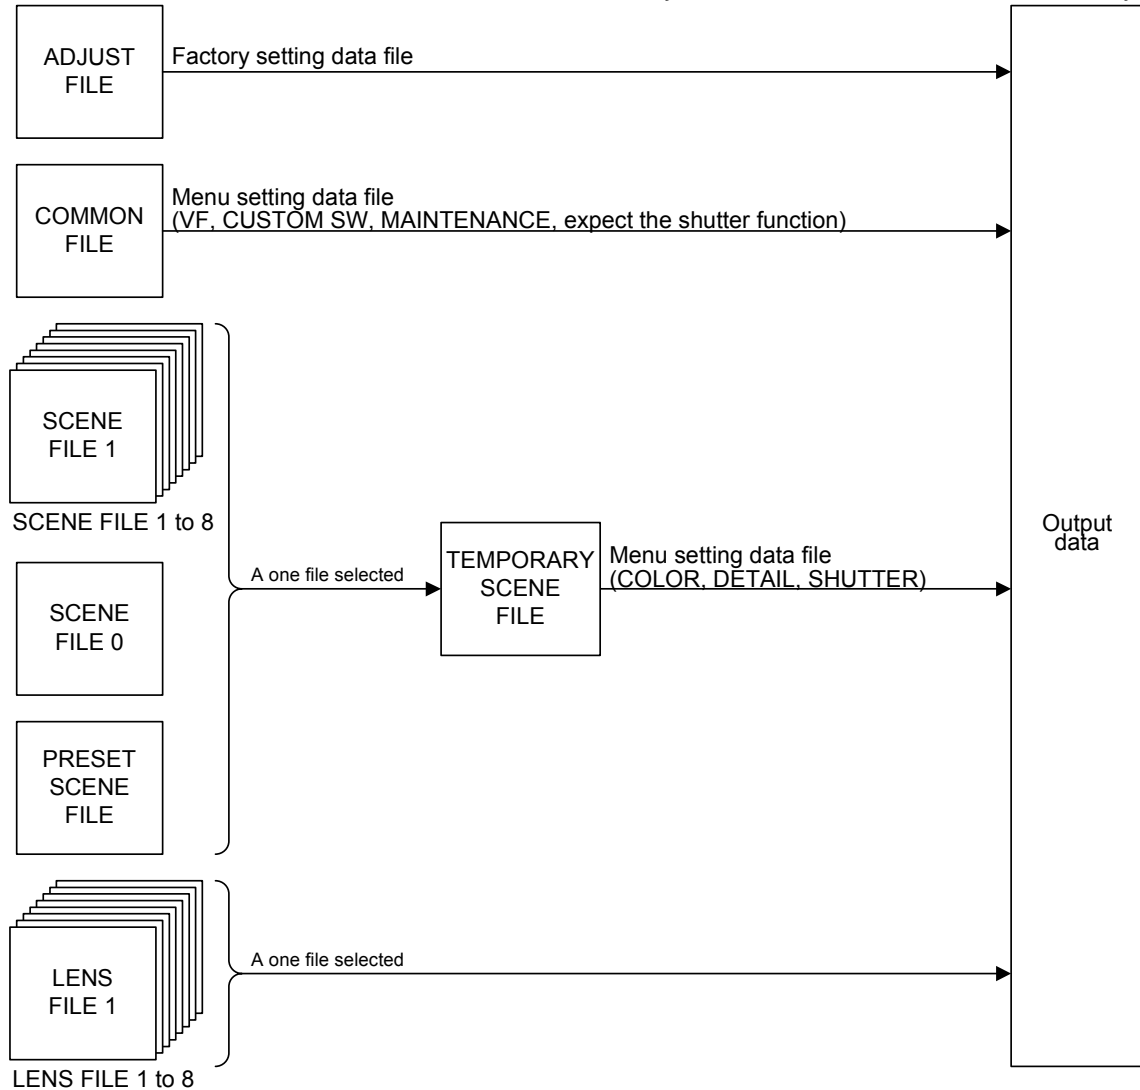 ADJUST
FILE
Factory setting data file
COMMON
FILE
Menu setting data file
(VF, CUSTOM SW, MAINTENANCE, expect the shutter function)
SCENE
FILE 1
SCENE FILE 1 to 8
SCENE
FILE 0
PRESET
SCENE
FILE
A one file selected
TEMPORARY
SCENE
FILE
Menu setting data file
(COLOR, DETAIL, SHUTTER)
LENS
FILE 1
LENS FILE 1 to 8
A one file selected
Output
data